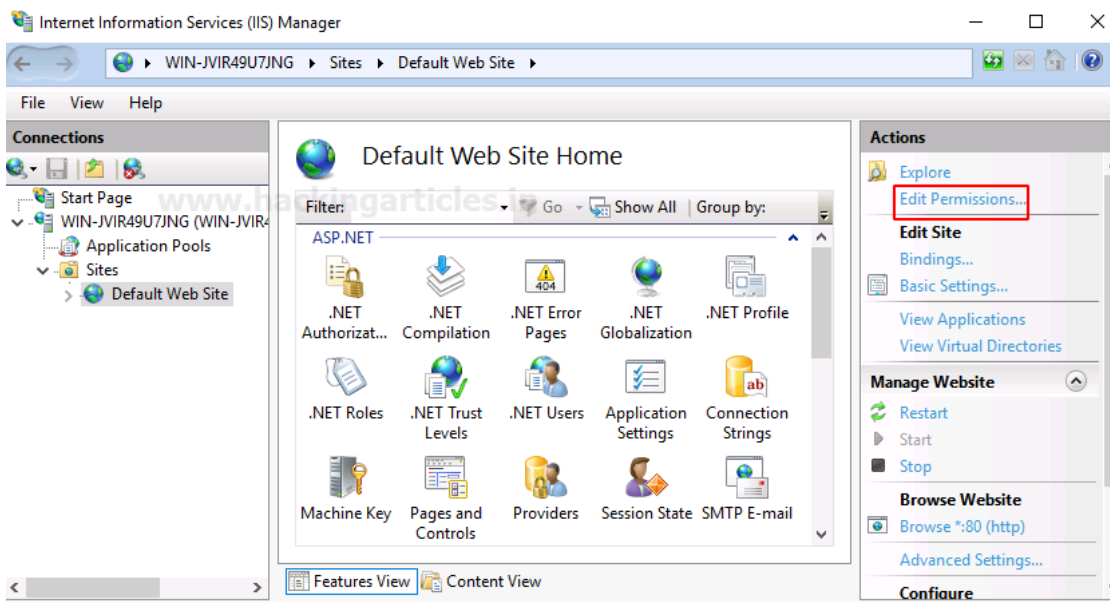 Internet Information Services (IIS) Manager
WIN-JVIR49U7JNG Sites Default Web Site
File View Help
Connections
Start Page
WIN-JVIR49U7JNG (WIN-JVIR4
Application Pools
Sites
Default Web Site
www.hackingarticles.in
Default Web Site Home
Filter: Go Show All Group by:
ASP.NET
.NET Authorizat...
.NET Compilation
404
.NET Error Pages
.NET Globalization
.NET Profile
.NET Roles
.NET Trust Levels
.NET Users
Application Settings
ab
Connection Strings
Machine Key
Pages and Controls
Providers
Session State
SMTP E-mail
Features View
Content View
Actions
Explore
Edit Permissions...
Edit Site
Bindings...
Basic Settings...
View Applications
View Virtual Directories
Manage Website
Restart
Start
Stop
Browse Website
Browse *:80 (http)
Advanced Settings...
Configure